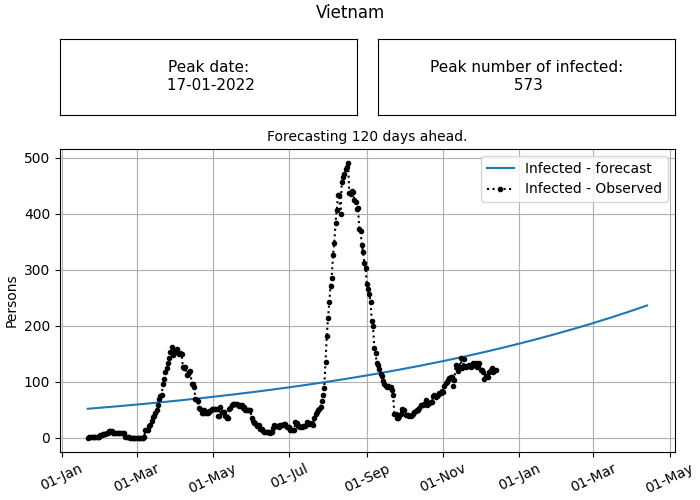 Vietnam
Peak date:
17-01-2022
Peak number of infected:
573
Forecasting 120 days ahead.
Infected - forecast
Infected - Observed
500
400
300
200
100
0
Persons
01-Jan
01-Mar
01-May
01-Jul
01-Sep
01-Nov
01-Jan
01-Mar
01-May